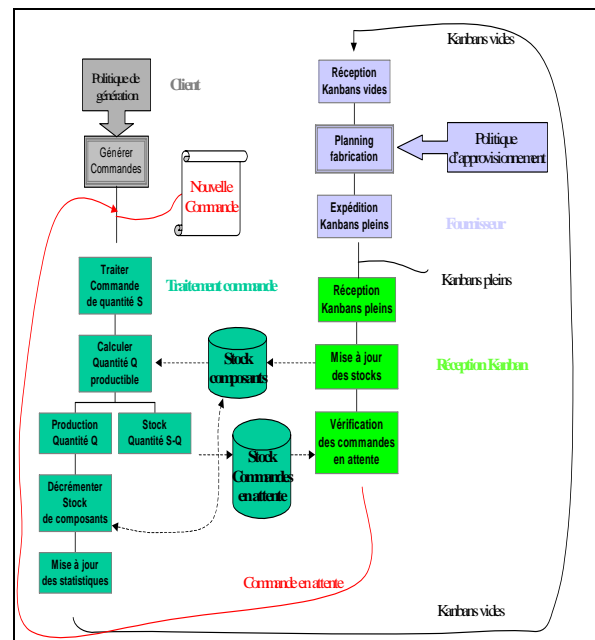 Kanbans vides
Politique de
génération
Client
Réception
Kanbans vides
Générer
Commandes
Planning
fabrication
Politique
d'approvisionnement
Nouvelle
Commande
Expédition
Kanbans pleins
Fournisseur
Traiter
Commande
de quantité S
Traitement commande
Kanbans pleins
Réception
Kanbans pleins
Calculer
Quantité Q
productible
Stock
composants
Mise à jour
des stocks
Réception Kanban
Production
Quantité Q
Stock
Quantité S-Q
Stock
Commandes
en attente
Vérification
des commandes
en attente
Décrémenter
Stock
de composants
Mise à jour
des statistiques
Commande en attente
Kanbans vides